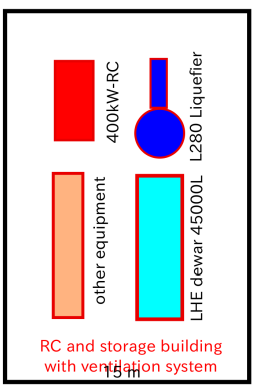 400kW-RC
L280 Liquefier
other equipment
LHE dewar 45000L
RC and storage building
with ventilation system
15 m